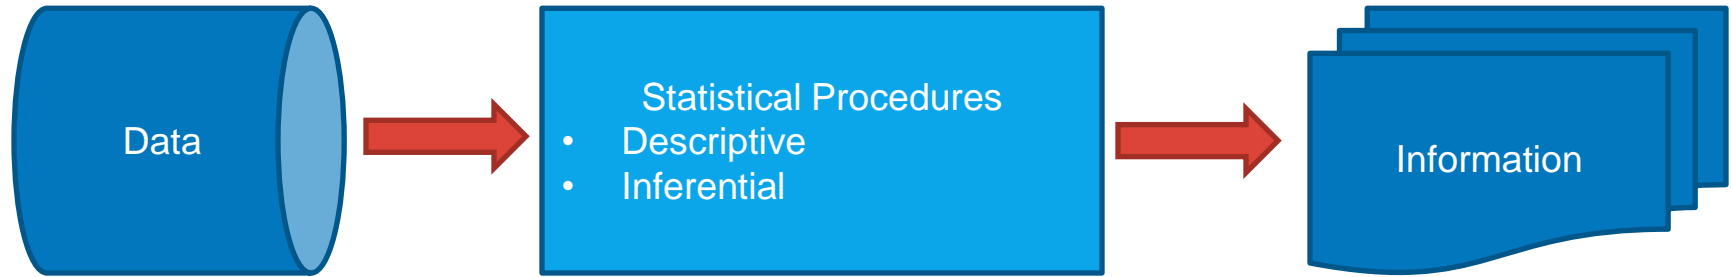 Data
Statistical Procedures
• Descriptive
• Inferential
Information